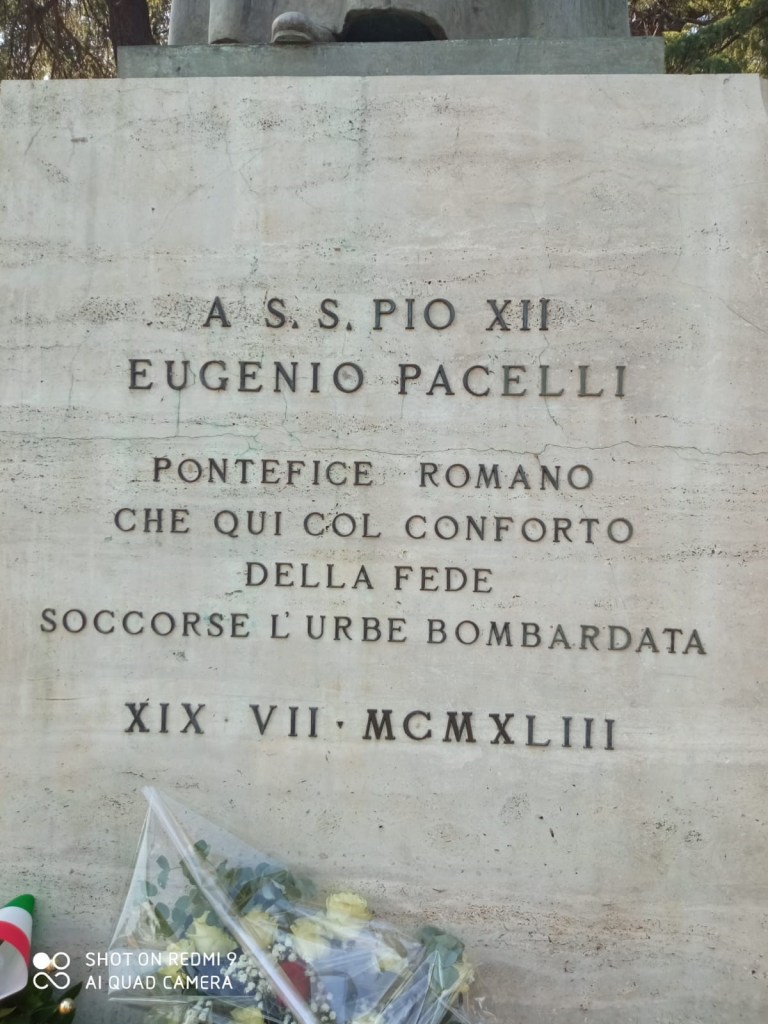 A S. S. PIO XII
EUGENIO PACELLI
PONTEFICE ROMANO
CHE QUI COL CONFORTO
DELLA FEDE
SOCCORSE L'URBE BOMBARDATA
XIX · VII · MCMXLIII
SHOT ON REDMI 9
AI QUAD CAMERA